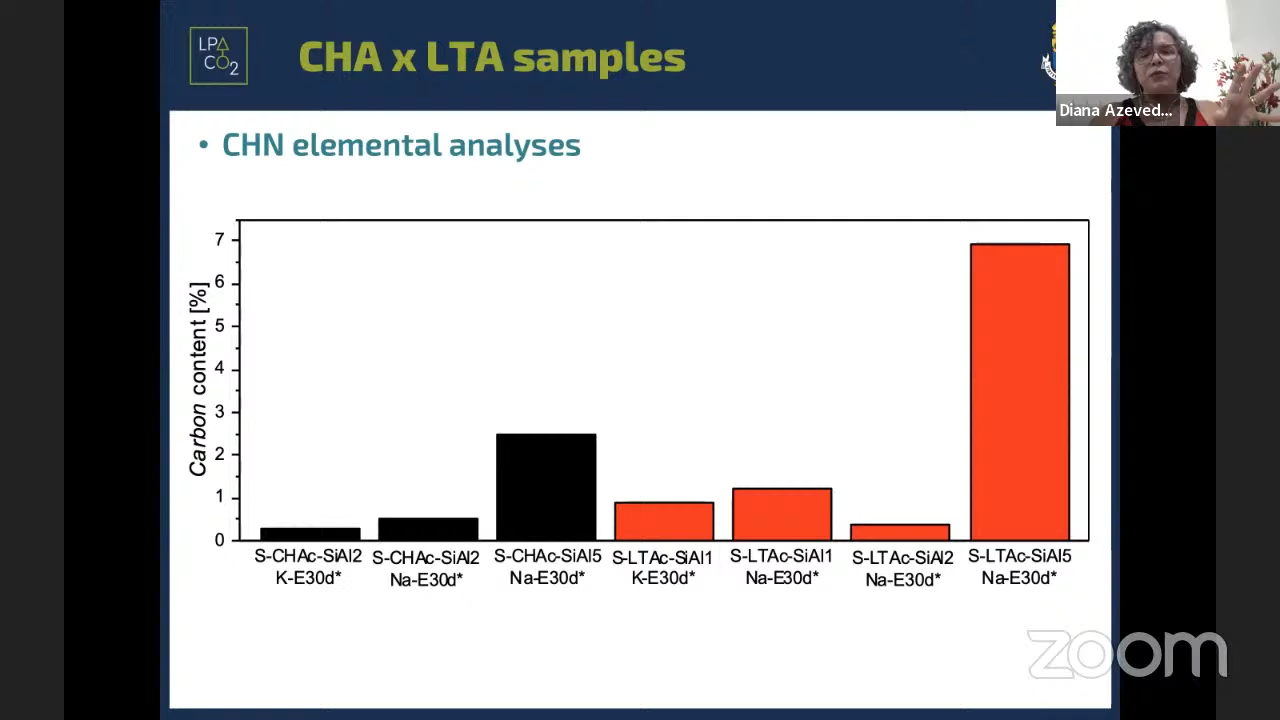 LPA
CO2
CHA x LTA samples
Diana Azeved...
• CHN elemental analyses
Carbon content [%]
7
6
5
4
3
2
1
0
S-CHAc-SiAl2 S-CHAc-SiAl2 S-CHAc-SiAl5 S-LTAc-SiAl1 S-LTAc-SiAl1 S-LTAc-SiAl2 S-LTAc-SiAl5
K-E30d* Na-E30d* Na-E30d* K-E30d* Na-E30d* Na-E30d* Na-E30d*
zoom